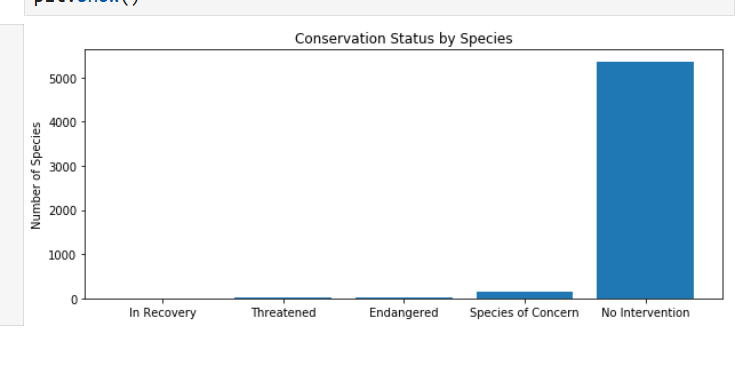 plt.show()
Conservation Status by Species
Number of Species
5000
4000
3000
2000
1000
0
In Recovery Threatened Endangered Species of Concern No Intervention